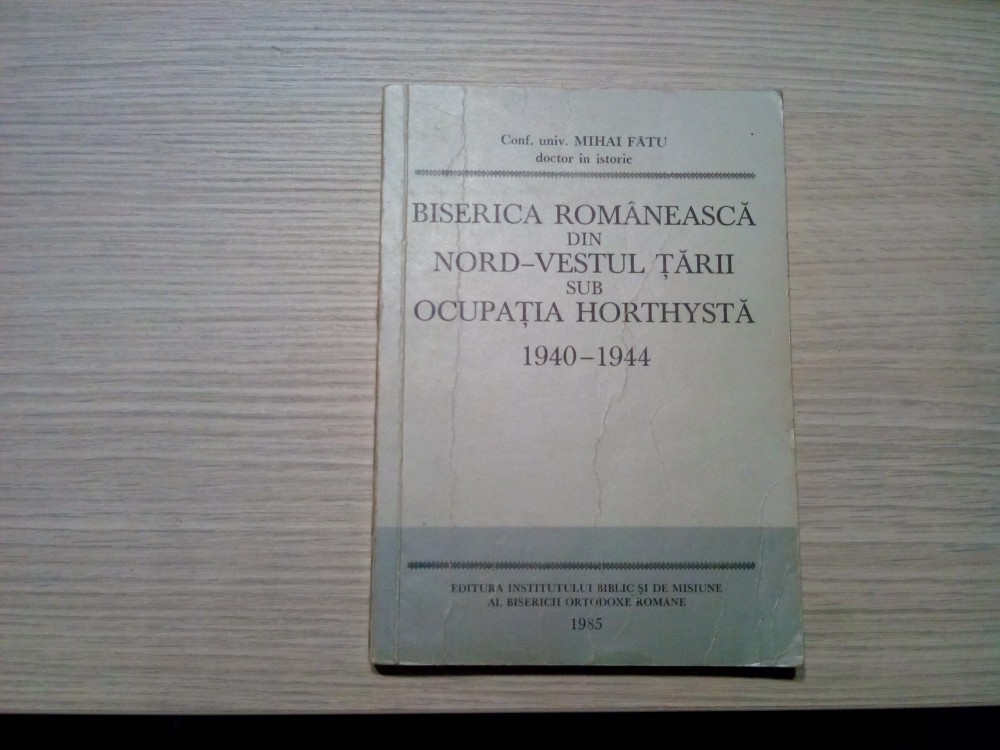 Conf. univ. MIHAI FĂTU
doctor în istorie
BISERICA ROMÂNEASCĂ
DIN
NORD-VESTUL ȚĂRII
SUB
OCUPAȚIA HORTHYSTĂ
1940-1944
EDITURA INSTITUTULUI BIBLIC ȘI DE MISIUNE
AL BISERICII ORTODOXE ROMÂNE
1985